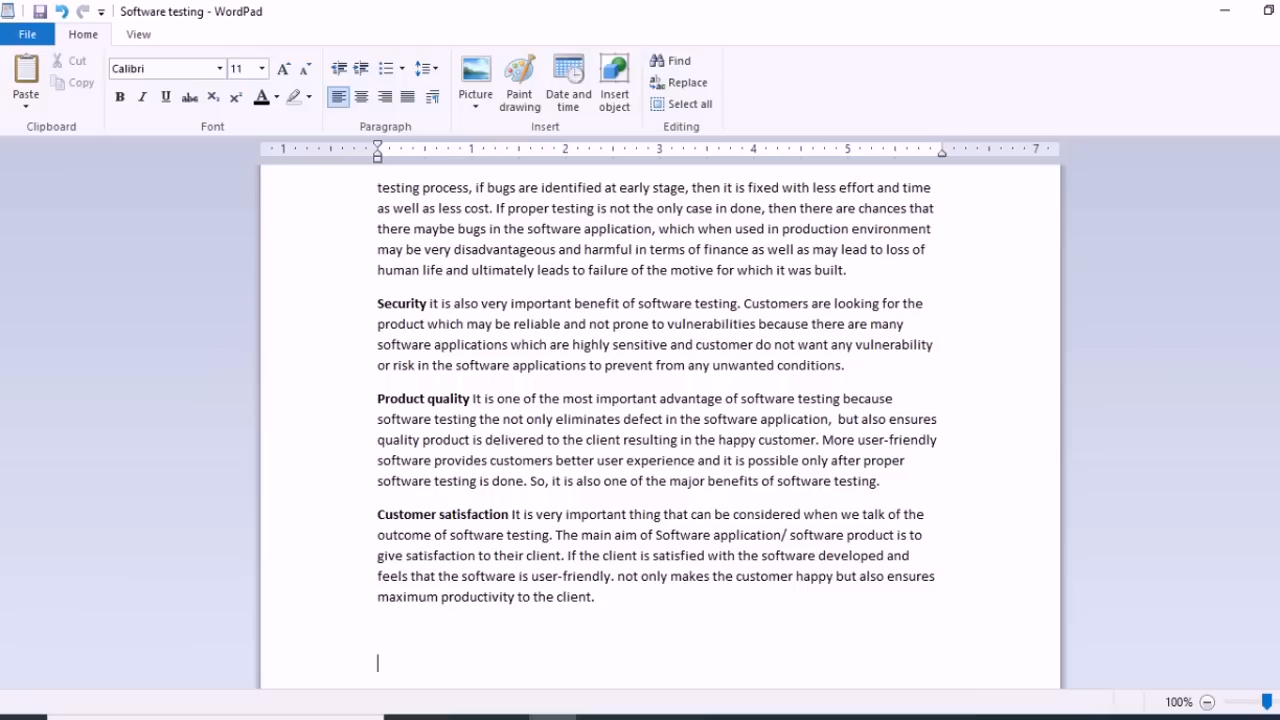 Software testing - WordPad
File Home View
Cut
Copy
Paste
Clipboard
Calibri 11
B I U abc X₂ X² A
Font
Paragraph
Picture
Paint drawing
Date and time
Insert object
Insert
Find
Replace
Select all
Editing
1 1 2 3 4 5 7
testing process, if bugs are identified at early stage, then it is fixed with less effort and time
as well as less cost. If proper testing is not the only case in done, then there are chances that
there maybe bugs in the software application, which when used in production environment
may be very disadvantageous and harmful in terms of finance as well as may lead to loss of
human life and ultimately leads to failure of the motive for which it was built.
Security it is also very important benefit of software testing. Customers are looking for the
product which may be reliable and not prone to vulnerabilities because there are many
software applications which are highly sensitive and customer do not want any vulnerability
or risk in the software applications to prevent from any unwanted conditions.
Product quality It is one of the most important advantage of software testing because
software testing the not only eliminates defect in the software application,  but also ensures
quality product is delivered to the client resulting in the happy customer. More user-friendly
software provides customers better user experience and it is possible only after proper
software testing is done. So, it is also one of the major benefits of software testing.
Customer satisfaction It is very important thing that can be considered when we talk of the
outcome of software testing. The main aim of Software application/ software product is to
give satisfaction to their client. If the client is satisfied with the software developed and
feels that the software is user-friendly. not only makes the customer happy but also ensures
maximum productivity to the client.
100%